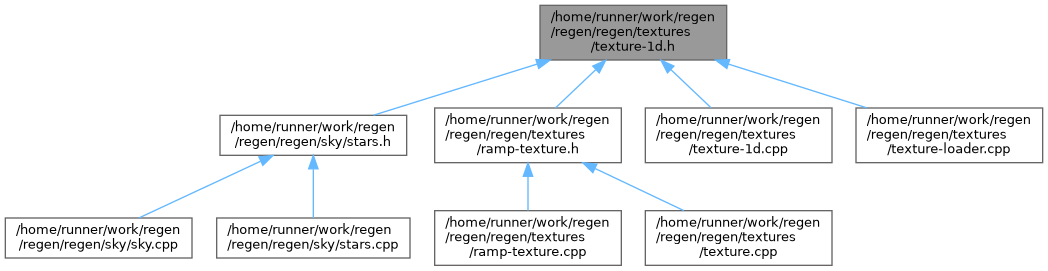 /home/runner/work/regen
/regen/regen/textures
/texture-1d.h
/home/runner/work/regen
/regen/regen/sky/stars.h
/home/runner/work/regen
/regen/regen/textures
/ramp-texture.h
/home/runner/work/regen
/regen/regen/textures
/texture-1d.cpp
/home/runner/work/regen
/regen/regen/textures
/texture-loader.cpp
/home/runner/work/regen
/regen/regen/sky/sky.cpp
/home/runner/work/regen
/regen/regen/sky/stars.cpp
/home/runner/work/regen
/regen/regen/textures
/ramp-texture.cpp
/home/runner/work/regen
/regen/regen/textures
/texture.cpp